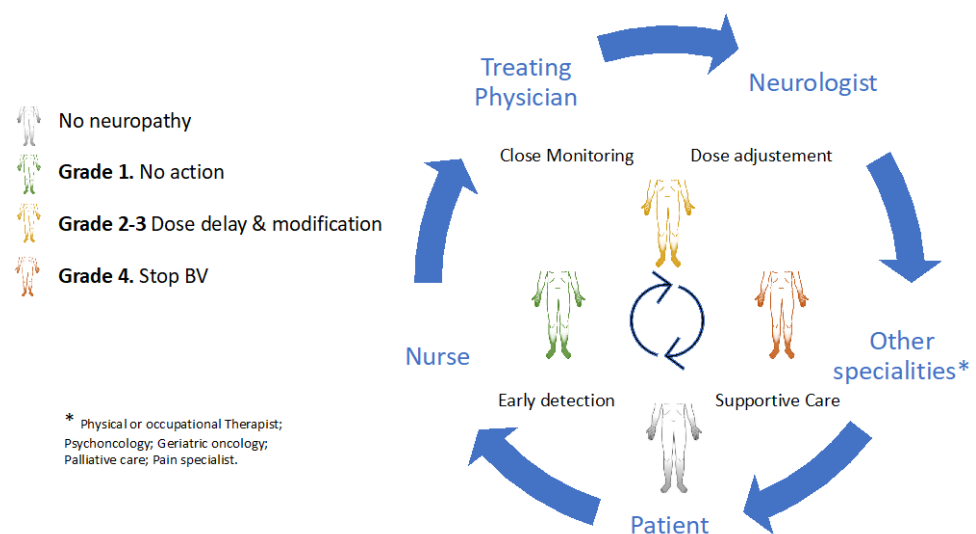 No neuropathy
Grade 1. No action
Grade 2-3 Dose delay & modification
Grade 4. Stop BV
* Physical or occupational Therapist;
Psychoncology; Geriatric oncology;
Palliative care; Pain specialist.
Treating
Physician
Neurologist
Close Monitoring
Dose adjustement
Nurse
Other
specialities*
Early detection
Supportive Care
Patient